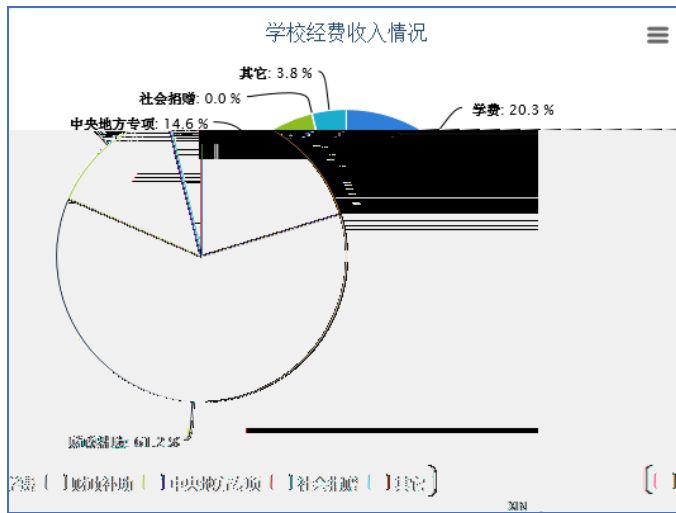 学校经费收入情况
其它: 3.8 %
社会捐赠: 0.0 %
学费: 20.3 %
中央地方专项: 14.6 %
: 61.2 %
中央地方专项 社会捐赠 其它